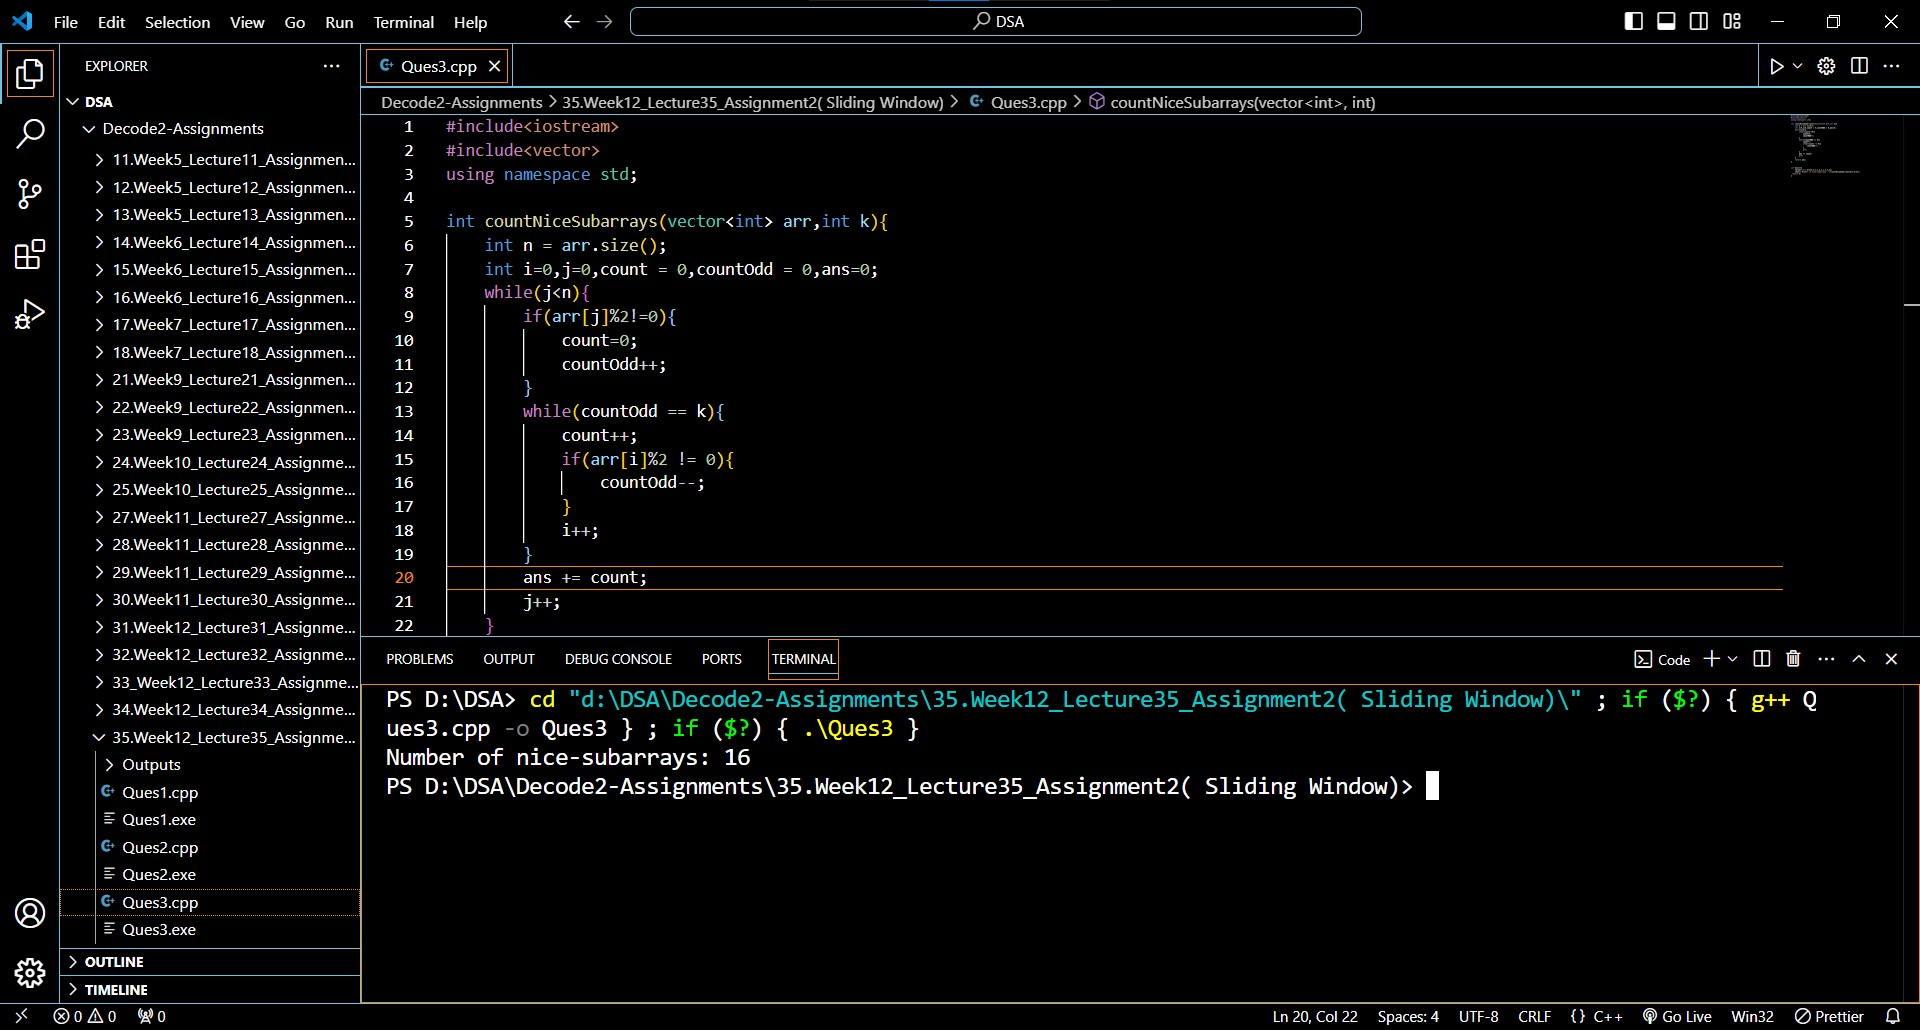 File Edit Selection View Go Run Terminal Help
DSA
EXPLORER
DSA
Decode2-Assignments
11.Week5_Lecture11_Assignmen...
12.Week5_Lecture12_Assignmen...
13.Week5_Lecture13_Assignmen...
14.Week6_Lecture14_Assignmen...
15.Week6_Lecture15_Assignmen...
16.Week6_Lecture16_Assignmen...
17.Week7_Lecture17_Assignmen...
18.Week7_Lecture18_Assignmen...
21.Week9_Lecture21_Assignmen...
22.Week9_Lecture22_Assignmen...
23.Week9_Lecture23_Assignmen...
24.Week10_Lecture24_Assignme...
25.Week10_Lecture25_Assignme...
27.Week11_Lecture27_Assignme...
28.Week11_Lecture28_Assignme...
29.Week11_Lecture29_Assignme...
30.Week11_Lecture30_Assignme...
31.Week12_Lecture31_Assignme...
32.Week12_Lecture32_Assignme...
33_Week12_Lecture33_Assignme...
34.Week12_Lecture34_Assignme...
35.Week12_Lecture35_Assignme...
Outputs
Ques1.cpp
Ques1.exe
Ques2.cpp
Ques2.exe
Ques3.cpp
Ques3.exe
OUTLINE
TIMELINE
Ques3.cpp
Decode2-Assignments > 35.Week12_Lecture35_Assignment2( Sliding Window) > Ques3.cpp > countNiceSubarrays(vector<int>, int)
1 #include<iostream>
2 #include<vector>
3 using namespace std;
4
5 int countNiceSubarrays(vector<int> arr,int k){
6 int n = arr.size();
7 int i=0,j=0,count = 0,countOdd = 0,ans=0;
8 while(j<n){
9 if(arr[j]%2!=0){
10 count=0;
11 countOdd++;
12 }
13 while(countOdd == k){
14 count++;
15 if(arr[i]%2 != 0){
16 countOdd--;
17 }
18 i++;
19 }
20 ans += count;
21 j++;
22 }
PROBLEMS OUTPUT DEBUG CONSOLE PORTS TERMINAL
Code
PS D:\DSA> cd "d:\DSA\Decode2-Assignments\35.Week12_Lecture35_Assignment2( Sliding Window)\" ; if ($?) { g++ Q
ues3.cpp -o Ques3 } ; if ($?) { .\Ques3 }
Number of nice-subarrays: 16
PS D:\DSA\Decode2-Assignments\35.Week12_Lecture35_Assignment2( Sliding Window)>
0 0 0
Ln 20, Col 22 Spaces: 4 UTF-8 CRLF {} C++ Go Live Win32 Prettier